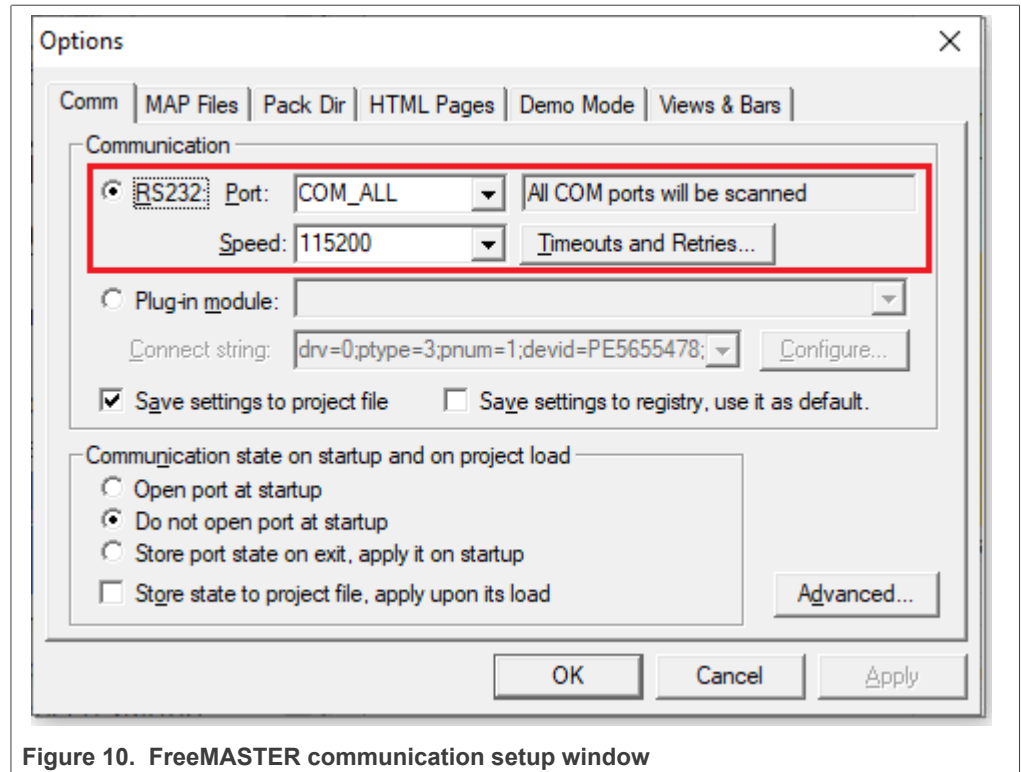 Options
Comm MAP Files Pack Dir HTML Pages Demo Mode Views & Bars
Communication
RS232: Port: COM_ALL All COM ports will be scanned
Speed: 115200 Timeouts and Retries...
Plug-in module:
Connect string: drv=0;ptype=3;pnum=1;devid=PE5655478; Configure...
Save settings to project file Save settings to registry, use it as default.
Communication state on startup and on project load
Open port at startup
Do not open port at startup
Store port state on exit, apply it on startup
Store state to project file, apply upon its load Advanced...
OK Cancel Apply
Figure 10. FreeMASTER communication setup window